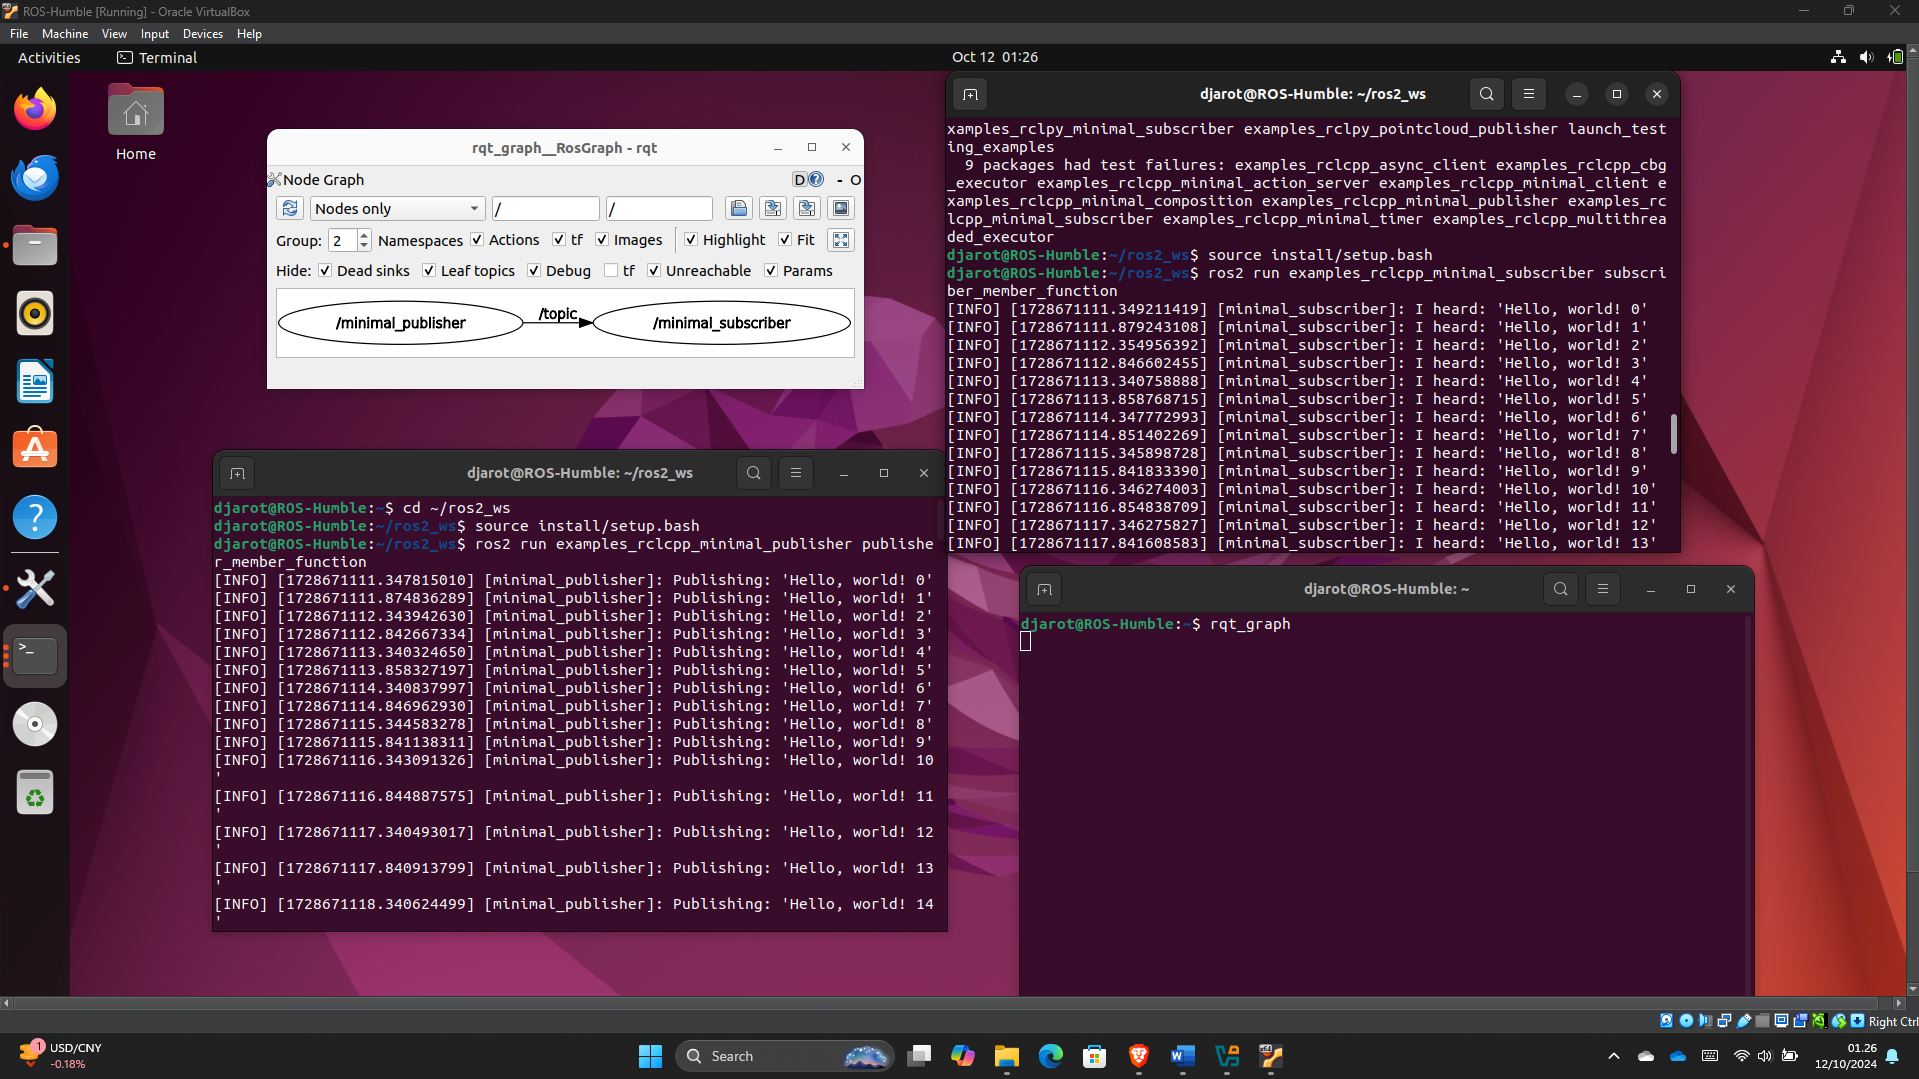 ROS-Humble [Running] - Oracle VirtualBox
File Machine View Input Devices Help
Activities Terminal Oct 12 01:26
Home
rqt_graph__RosGraph - rqt
Node Graph D - O
Nodes only / /
Group: 2 Namespaces Actions tf Images Highlight Fit
Hide: Dead sinks Leaf topics Debug tf Unreachable Params
/minimal_publisher /topic /minimal_subscriber
djarot@ROS-Humble: ~/ros2_ws
xamples_rclpy_minimal_subscriber examples_rclpy_pointcloud_publisher launch_test
ing_examples
9 packages had test failures: examples_rclcpp_async_client examples_rclcpp_cbg
_executor examples_rclcpp_minimal_action_server examples_rclcpp_minimal_client e
xamples_rclcpp_minimal_composition examples_rclcpp_minimal_publisher examples_rc
lcpp_minimal_subscriber examples_rclcpp_minimal_timer examples_rclcpp_multithrea
ded_executor
djarot@ROS-Humble:~/ros2_ws$ source install/setup.bash
djarot@ROS-Humble:~/ros2_ws$ ros2 run examples_rclcpp_minimal_subscriber subscri
ber_member_function
[INFO] [1728671111.349211419] [minimal_subscriber]: I heard: 'Hello, world! 0'
[INFO] [1728671111.879243108] [minimal_subscriber]: I heard: 'Hello, world! 1'
[INFO] [1728671112.354956392] [minimal_subscriber]: I heard: 'Hello, world! 2'
[INFO] [1728671112.846602455] [minimal_subscriber]: I heard: 'Hello, world! 3'
[INFO] [1728671113.340758888] [minimal_subscriber]: I heard: 'Hello, world! 4'
[INFO] [1728671113.858768715] [minimal_subscriber]: I heard: 'Hello, world! 5'
[INFO] [1728671114.347772993] [minimal_subscriber]: I heard: 'Hello, world! 6'
[INFO] [1728671114.851402269] [minimal_subscriber]: I heard: 'Hello, world! 7'
[INFO] [1728671115.345898728] [minimal_subscriber]: I heard: 'Hello, world! 8'
[INFO] [1728671115.841833390] [minimal_subscriber]: I heard: 'Hello, world! 9'
[INFO] [1728671116.346274003] [minimal_subscriber]: I heard: 'Hello, world! 10'
[INFO] [1728671116.854838709] [minimal_subscriber]: I heard: 'Hello, world! 11'
[INFO] [1728671117.346275827] [minimal_subscriber]: I heard: 'Hello, world! 12'
[INFO] [1728671117.841608583] [minimal_subscriber]: I heard: 'Hello, world! 13'
djarot@ROS-Humble: ~/ros2_ws
djarot@ROS-Humble:~$ cd ~/ros2_ws
djarot@ROS-Humble:~/ros2_ws$ source install/setup.bash
djarot@ROS-Humble:~/ros2_ws$ ros2 run examples_rclcpp_minimal_publisher publishe
r_member_function
[INFO] [1728671111.347815010] [minimal_publisher]: Publishing: 'Hello, world! 0'
[INFO] [1728671111.874836289] [minimal_publisher]: Publishing: 'Hello, world! 1'
[INFO] [1728671112.343942630] [minimal_publisher]: Publishing: 'Hello, world! 2'
[INFO] [1728671112.842667334] [minimal_publisher]: Publishing: 'Hello, world! 3'
[INFO] [1728671113.340324650] [minimal_publisher]: Publishing: 'Hello, world! 4'
[INFO] [1728671113.858327197] [minimal_publisher]: Publishing: 'Hello, world! 5'
[INFO] [1728671114.340837997] [minimal_publisher]: Publishing: 'Hello, world! 6'
[INFO] [1728671114.846962930] [minimal_publisher]: Publishing: 'Hello, world! 7'
[INFO] [1728671115.344583278] [minimal_publisher]: Publishing: 'Hello, world! 8'
[INFO] [1728671115.841138311] [minimal_publisher]: Publishing: 'Hello, world! 9'
[INFO] [1728671116.343091326] [minimal_publisher]: Publishing: 'Hello, world! 10
'
[INFO] [1728671116.844887575] [minimal_publisher]: Publishing: 'Hello, world! 11
'
[INFO] [1728671117.340493017] [minimal_publisher]: Publishing: 'Hello, world! 12
'
[INFO] [1728671117.840913799] [minimal_publisher]: Publishing: 'Hello, world! 13
'
[INFO] [1728671118.340624499] [minimal_publisher]: Publishing: 'Hello, world! 14
'
djarot@ROS-Humble: ~
djarot@ROS-Humble:~$ rqt_graph
Right Ctrl
1 USD/CNY
-0.18%
Search
01.26
12/10/2024